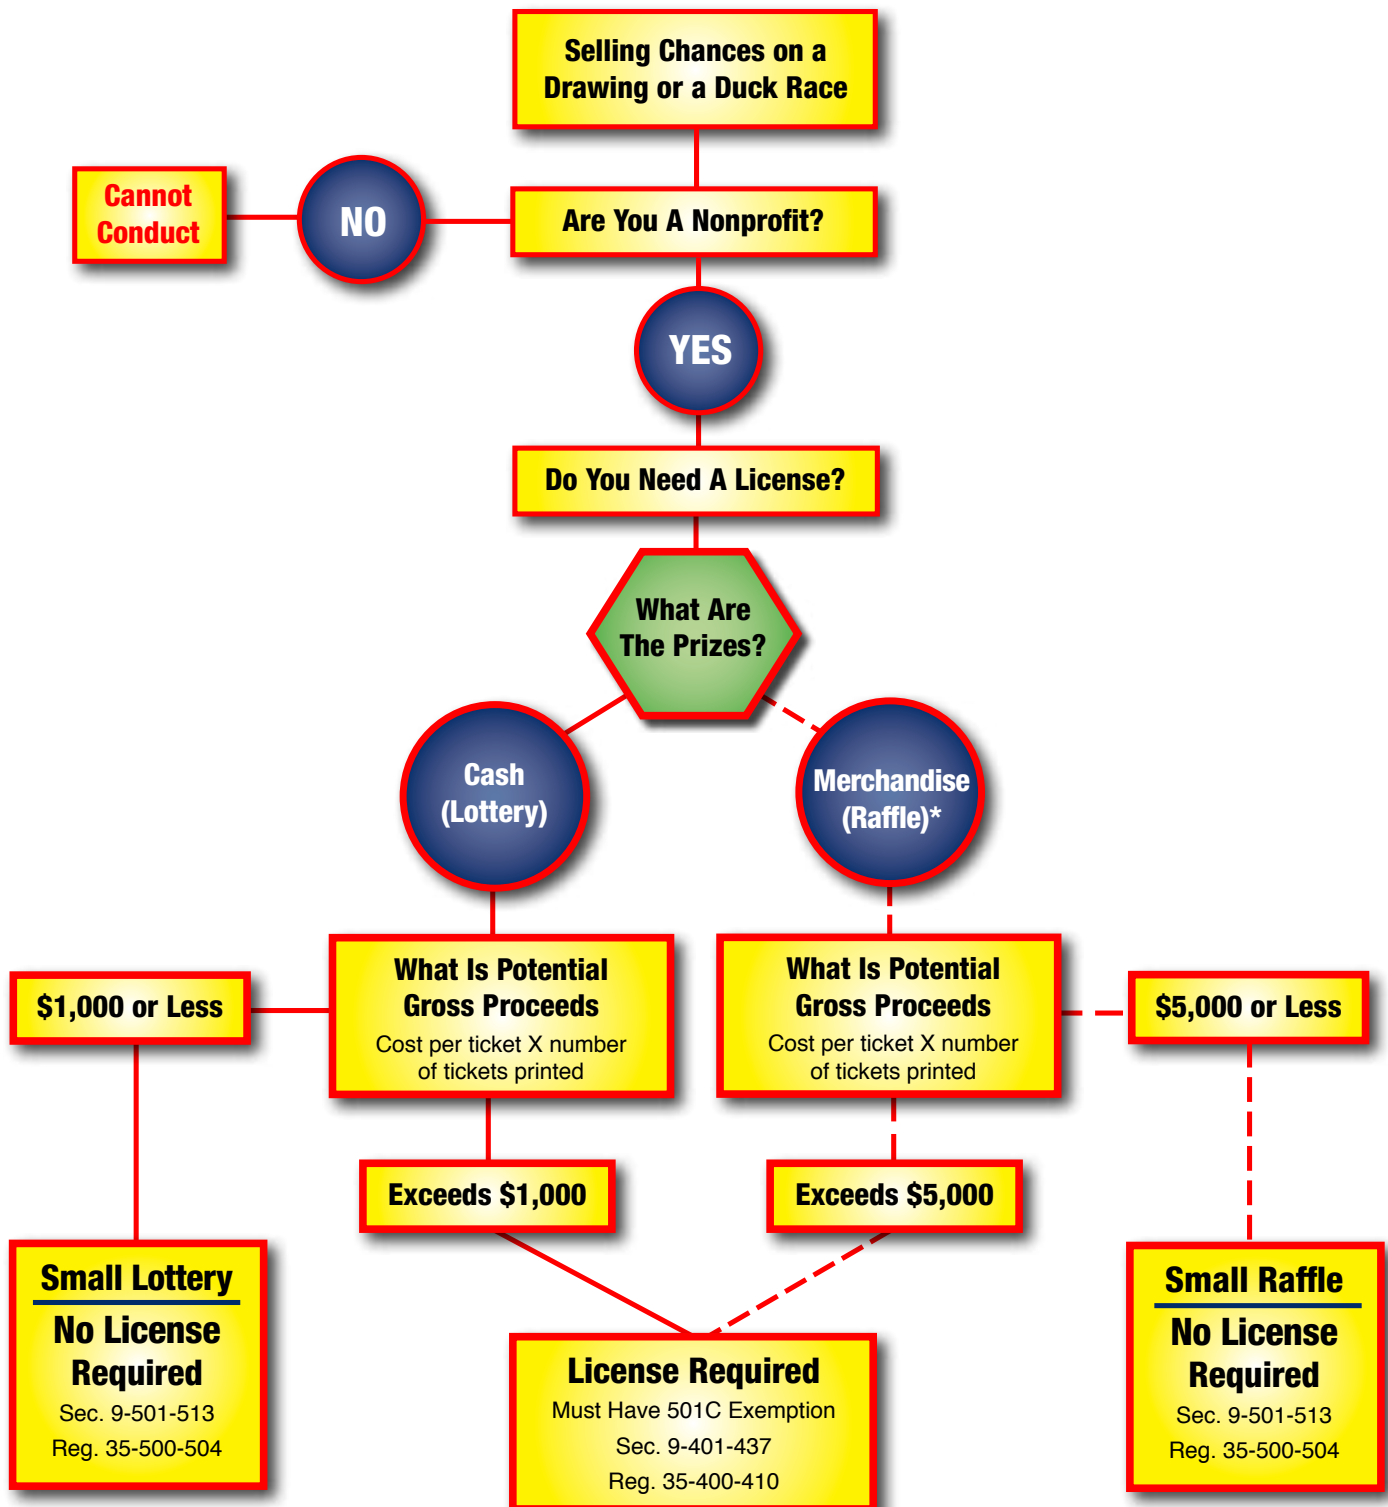 Selling Chances on a
Drawing or a Duck Race
Cannot
Conduct
NO
Are You A Nonprofit?
YES
Do You Need A License?
What Are
The Prizes?
Cash
(Lottery)
Merchandise
(Raffle)*
$1,000 or Less
What Is Potential
Gross Proceeds
Cost per ticket X number
of tickets printed
What Is Potential
Gross Proceeds
Cost per ticket X number
of tickets printed
$5,000 or Less
Exceeds $1,000
Exceeds $5,000
Small Lottery
No License
Required
Sec. 9-501-513
Reg. 35-500-504
License Required
Must Have 501C Exemption
Sec. 9-401-437
Reg. 35-400-410
Small Raffle
No License
Required
Sec. 9-501-513
Reg. 35-500-504